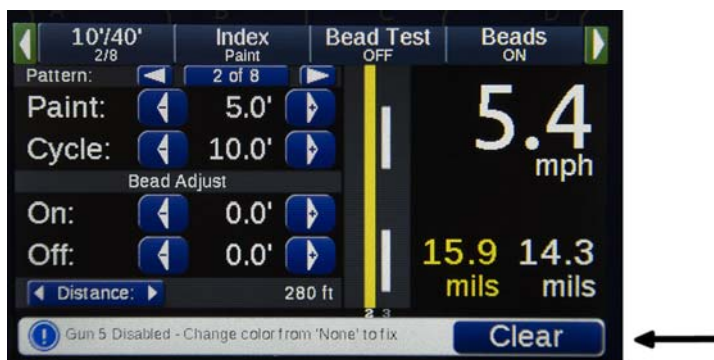 10'/40' Index Bead Test Beads
2/8 Paint OFF ON
Pattern: 2 of 8
Paint: - 5.0' +
Cycle: - 10.0' +
Bead Adjust
On: - 0.0' +
Off: - 0.0' +
Distance: 280 ft
5.4
mph
15.9 14.3
mils mils
2 3
Gun 5 Disabled - Change color from 'None' to fix
Clear